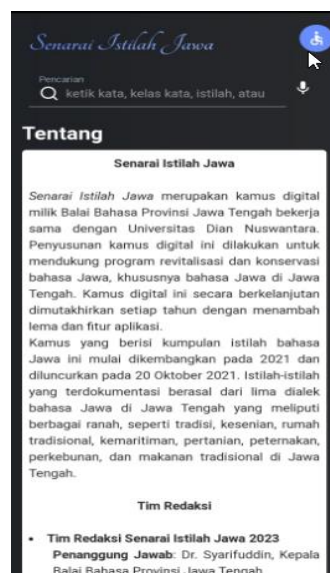 Senarai Istilah Jawa
Pencarian
ketik kata, kelas kata, istilah, atau
Tentang
Senarai Istilah Jawa
Senarai Istilah Jawa merupakan kamus digital
milik Balai Bahasa Provinsi Jawa Tengah bekerja
sama dengan Universitas Dian Nuswantara.
Penyusunan kamus digital ini dilakukan untuk
mendukung program revitalisasi dan konservasi
bahasa Jawa, khususnya bahasa Jawa di Jawa
Tengah. Kamus digital ini secara berkelanjutan
dimutakhirkan setiap tahun dengan menambah
lema dan fitur aplikasi.
Kamus yang berisi kumpulan istilah bahasa
Jawa ini mulai dikembangkan pada 2021 dan
diluncurkan pada 20 Oktober 2021. Istilah-istilah
yang terdokumentasi berasal dari lima dialek
bahasa Jawa di Jawa Tengah yang meliputi
berbagai ranah, seperti tradisi, kesenian, rumah
tradisional, kemaritiman, pertanian, peternakan,
perkebunan, dan makanan tradisional di Jawa
Tengah.
Tim Redaksi
• Tim Redaksi Senarai Istilah Jawa 2023
Penanggung Jawab: Dr. Syarifuddin, Kepala
Balai Bahasa Provinsi Jawa Tengah